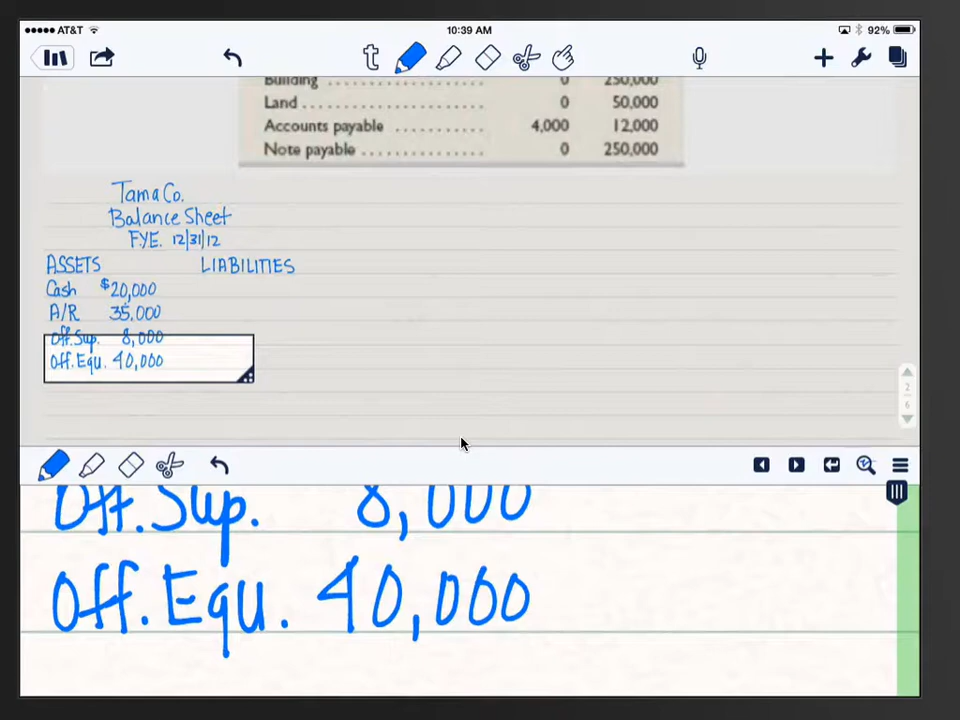 AT&T 10:39 AM 92%
t
Building 0 250,000
Land 0 50,000
Accounts payable 4,000 12,000
Note payable 0 250,000
Tama Co.
Balance Sheet
F.Y.E. 12/31/12
ASSETS LIABILITIES
Cash $20,000
A/R 35.000
Off.Sup. 8,000
Off.Equ. 40,000
2
6
Off.Sup. 8,000
Off.Equ. 40,000